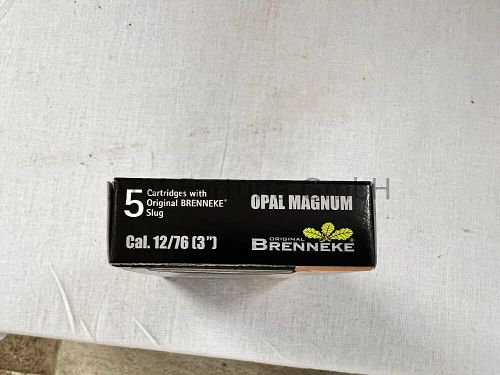 5 Cartridges with
Original BRENNEKE®
Slug
OPAL MAGNUM
Cal. 12/76 (3")
ORIGINAL
BRENNEKE®